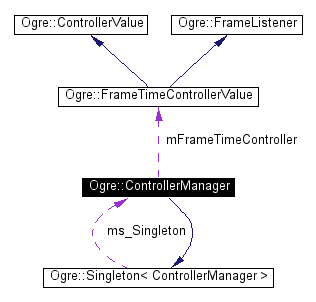 Ogre::ControllerValue
Ogre::FrameListener
Ogre::FrameTimeControllerValue
mFrameTimeController
Ogre::ControllerManager
ms_Singleton
Ogre::Singleton< ControllerManager >